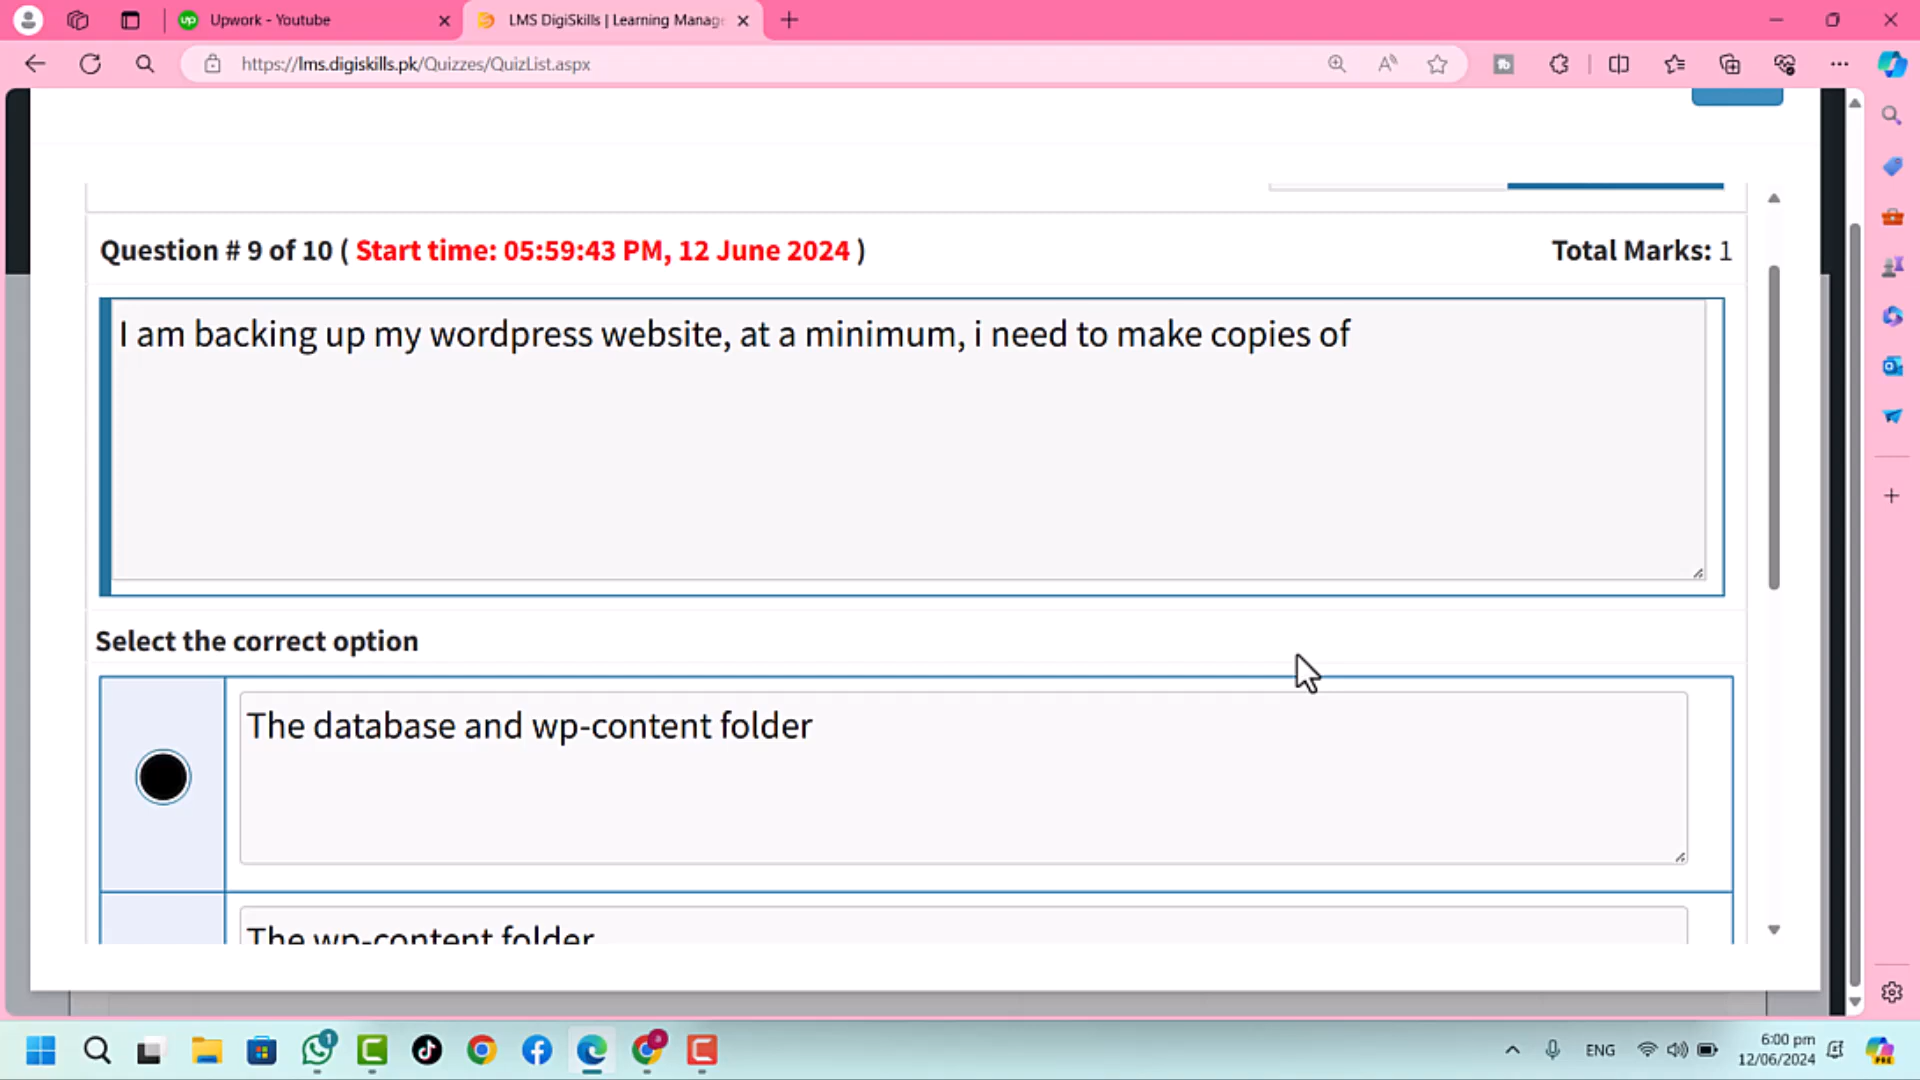 Upwork - Youtube
LMS DigiSkills | Learning Manag
https://lms.digiskills.pk/Quizzes/QuizList.aspx
Question # 9 of 10 ( Start time: 05:59:43 PM, 12 June 2024 )
Total Marks: 1
I am backing up my wordpress website, at a minimum, i need to make copies of
Select the correct option
The database and wp-content folder
The wp-content folder
ENG
6:00 pm
12/06/2024